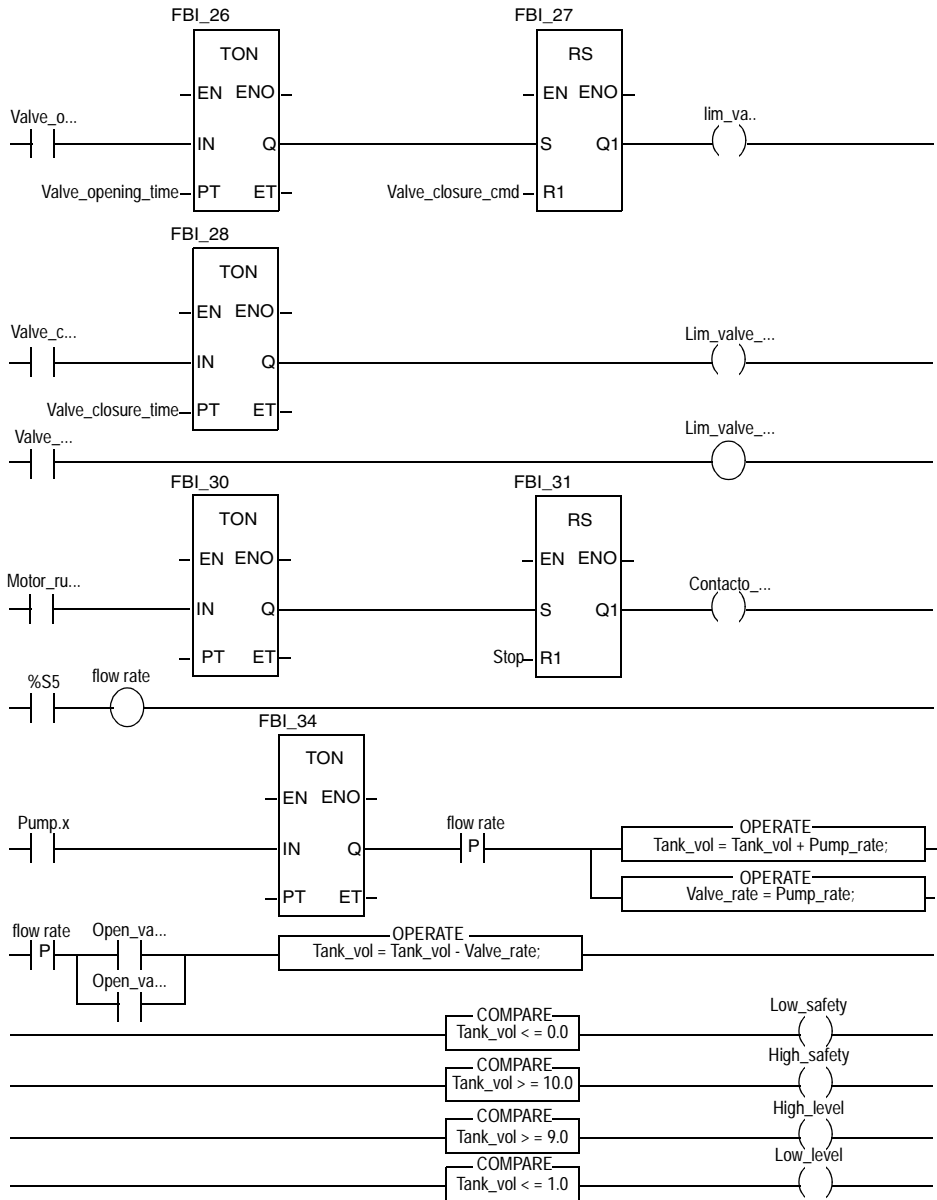 FBI_26 FBI_27
TON RS
EN ENO EN ENO
Valve_o... lim_va..
IN Q S Q1
Valve_opening_time PT ET Valve_closure_cmd R1
FBI_28
TON
EN ENO
Valve_c... Lim_valve_...
IN Q
Valve_closure_time PT ET
Valve_... Lim_valve_...
FBI_30 FBI_31
TON RS
EN ENO EN ENO
Motor_ru... Contacto_...
IN Q S Q1
PT ET Stop R1
%S5 flow rate
FBI_34
TON
EN ENO
Pump.x flow rate
IN Q P
OPERATE
Tank_vol = Tank_vol + Pump_rate;
PT ET
OPERATE
Valve_rate = Pump_rate;
flow rate Open_va...
P
OPERATE
Tank_vol = Tank_vol - Valve_rate;
Open_va...
COMPARE Low_safety
Tank_vol < = 0.0
COMPARE High_safety
Tank_vol > = 10.0
COMPARE High_level
Tank_vol > = 9.0
COMPARE Low_level
Tank_vol < = 1.0